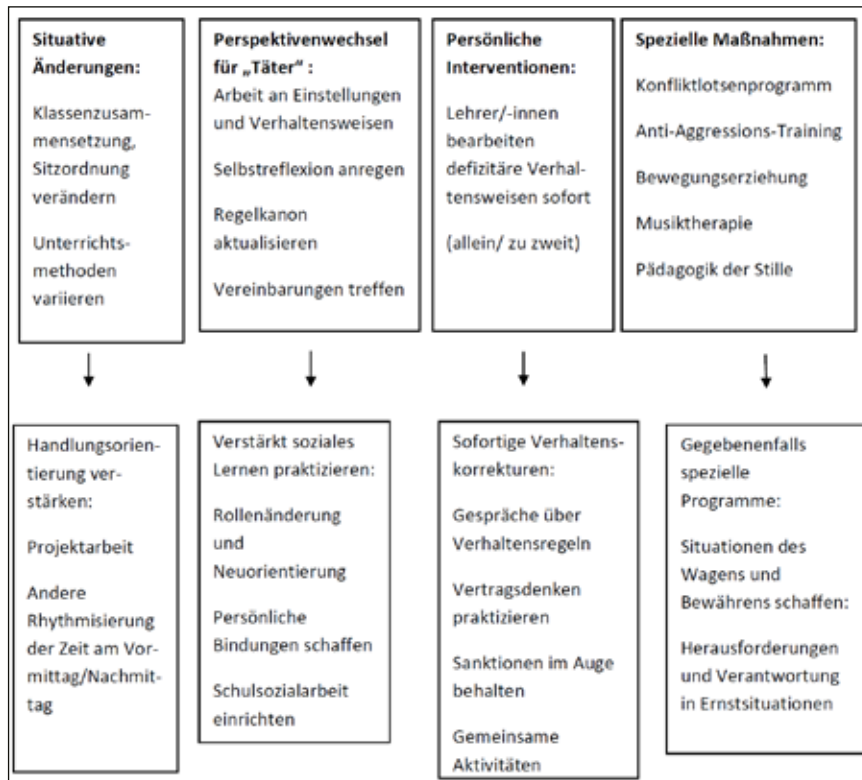 Situative
Änderungen:
Klassenzusam-
mensetzung,
Sitzordnung
verändern
Unterrichts-
methoden
variieren
Perspektivenwechsel
für „Täter“ :
Arbeit an Einstellungen
und Verhaltensweisen
Selbstreflexion anregen
Regelkanon
aktualisieren
Vereinbarungen treffen
Persönliche
Interventionen:
Lehrer/-innen
bearbeiten
defizitäre Verhal-
tensweisen sofort
(allein/ zu zweit)
Spezielle Maßnahmen:
Konfliktlotsenprogramm
Anti-Aggressions-Training
Bewegungserziehung
Musiktherapie
Pädagogik der Stille
Handlungsorien-
tierung ver-
stärken:
Projektarbeit
Andere
Rhythmisierung
der Zeit am Vor-
mittag/Nachmit-
tag
Verstärkt soziales
Lernen praktizieren:
Rollenänderung
und
Neuorientierung
Persönliche
Bindungen schaffen
Schulsozialarbeit
einrichten
Sofortige Verhaltens-
korrekturen:
Gespräche über
Verhaltensregeln
Vertragsdenken
praktizieren
Sanktionen im Auge
behalten
Gemeinsame
Aktivitäten
Gegebenenfalls
spezielle
Programme:
Situationen des
Wagens und
Bewährens schaffen:
Herausforderungen
und Verantwortung
in Ernstsituationen